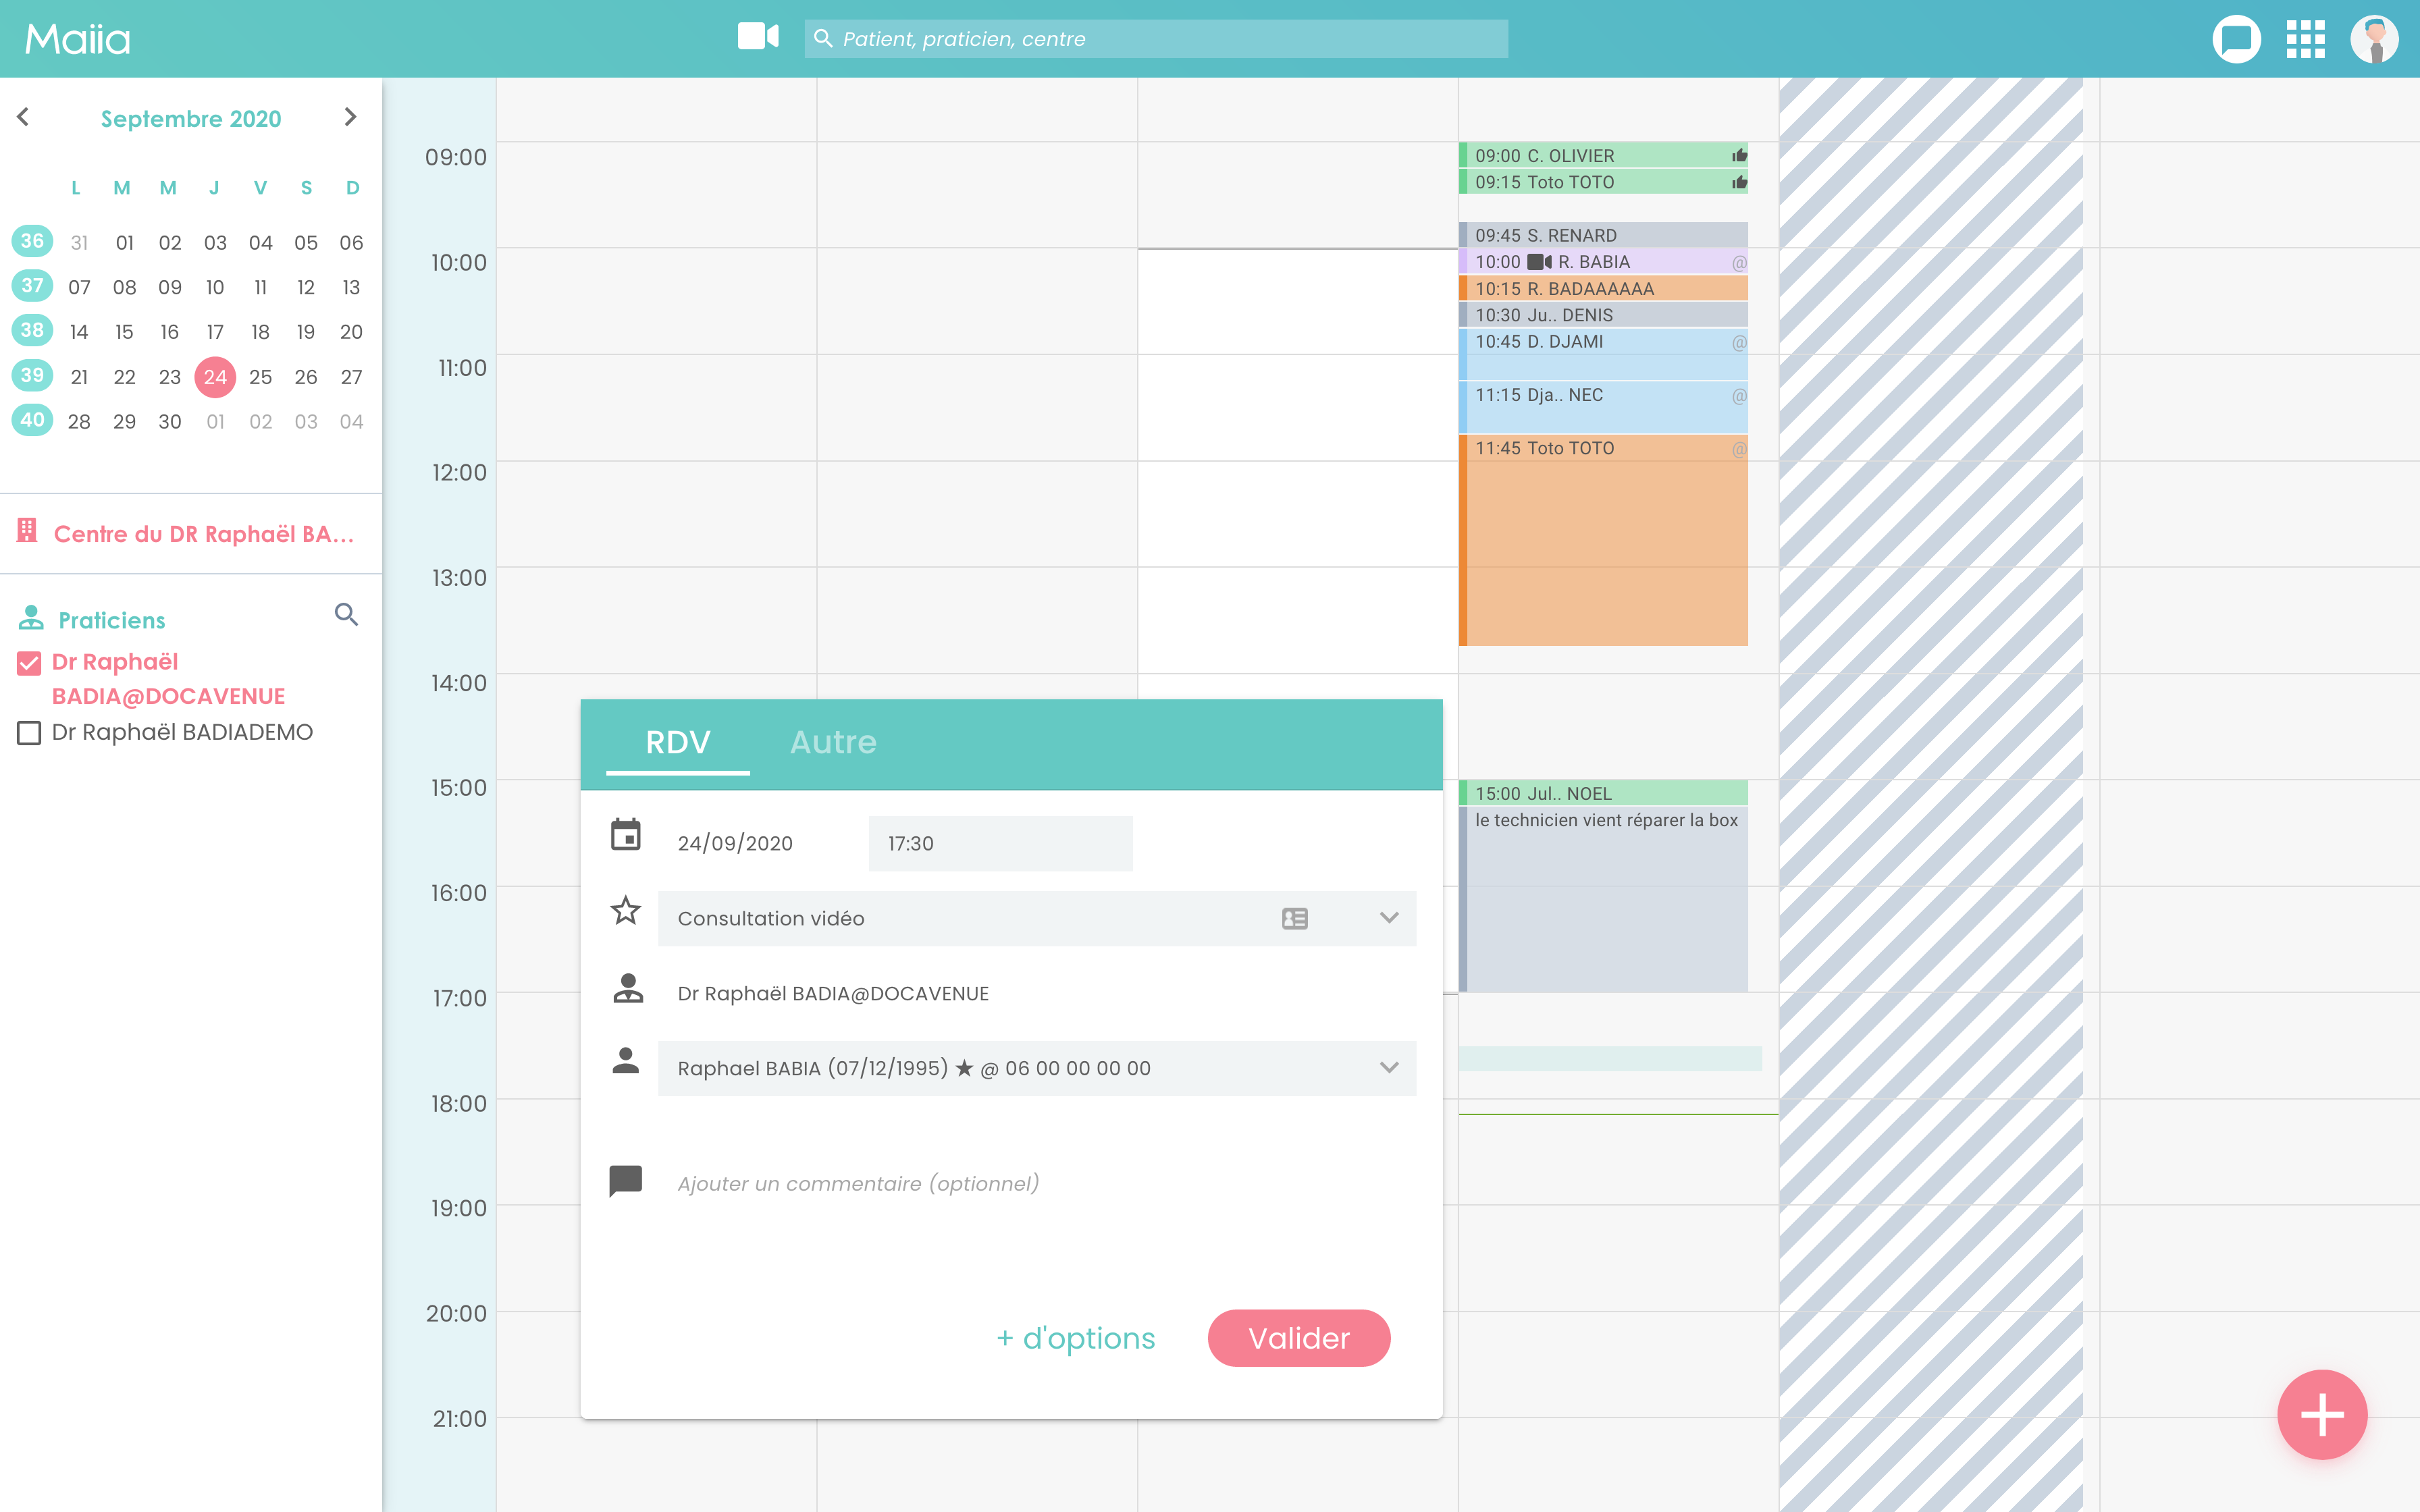 Maiia
Patient, praticien, centre
Septembre 2020
L M M J V S D
36 31 01 02 03 04 05 06
37 07 08 09 10 11 12 13
38 14 15 16 17 18 19 20
39 21 22 23 24 25 26 27
40 28 29 30 01 02 03 04
Centre du DR Raphaël BA...
Praticiens
Dr Raphaël
BADIA@DOCAVENUE
Dr Raphaël BADIADEMO
09:00
10:00
11:00
12:00
13:00
14:00
15:00
16:00
17:00
18:00
19:00
20:00
21:00
09:00 C. OLIVIER
09:15 Toto TOTO
09:45 S. RENARD
10:00 R. BABIA @
10:15 R. BADAAAAAA
10:30 Ju.. DENIS
10:45 D. DJAMI @
11:15 Dja.. NEC @
11:45 Toto TOTO @
15:00 Jul.. NOEL
le technicien vient réparer la box
RDV Autre
24/09/2020 17:30
Consultation vidéo
Dr Raphaël BADIA@DOCAVENUE
Raphael BABIA (07/12/1995) ★ @ 06 00 00 00 00
Ajouter un commentaire (optionnel)
+ d'options Valider